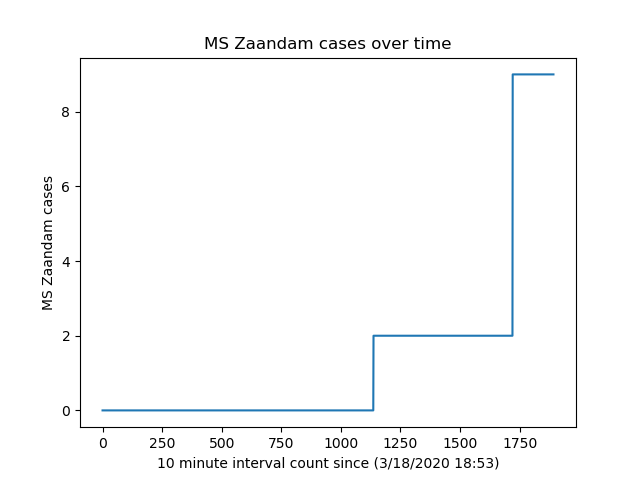 MS Zaandam cases over time
MS Zaandam cases
8
6
4
2
0
0 250 500 750 1000 1250 1500 1750
10 minute interval count since (3/18/2020 18:53)